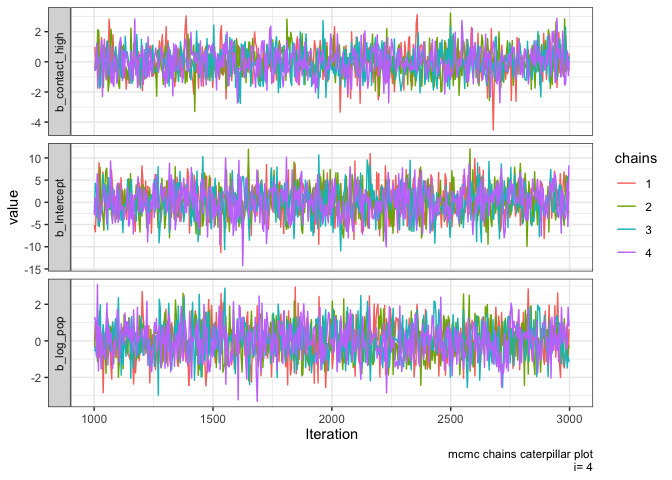 b_contact_high
2
0
-2
-4
b_Intercept
10
5
0
-5
-10
-15
b_log_pop
2
0
-2
value
1000
1500
2000
2500
3000
Iteration
chains
1
2
3
4
mcmc chains caterpillar plot
i= 4